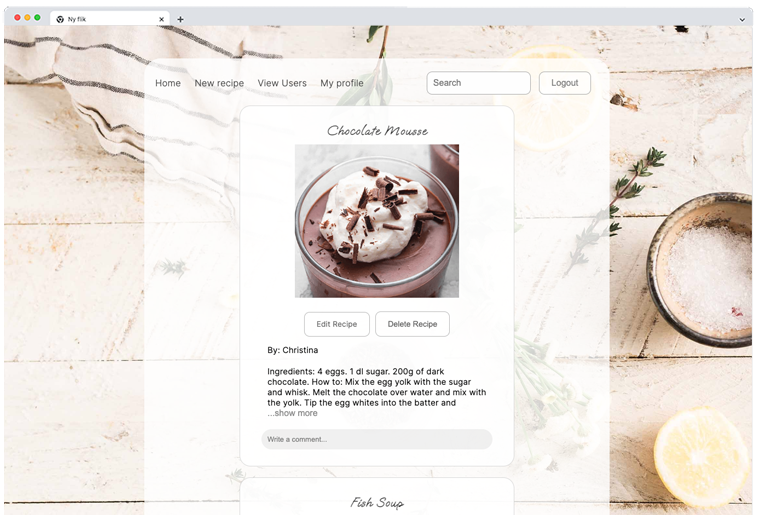 Ny flik
Home New recipe View Users My profile Search Logout
Chocolate Mousse
Edit Recipe Delete Recipe
By: Christina
Ingredients: 4 eggs. 1 dl sugar. 200g of dark
chocolate. How to: Mix the egg yolk with the sugar
and whisk. Melt the chocolate over water and mix with
the yolk. Tip the egg whites into the batter and
...show more
Write a comment...
Fish Soup